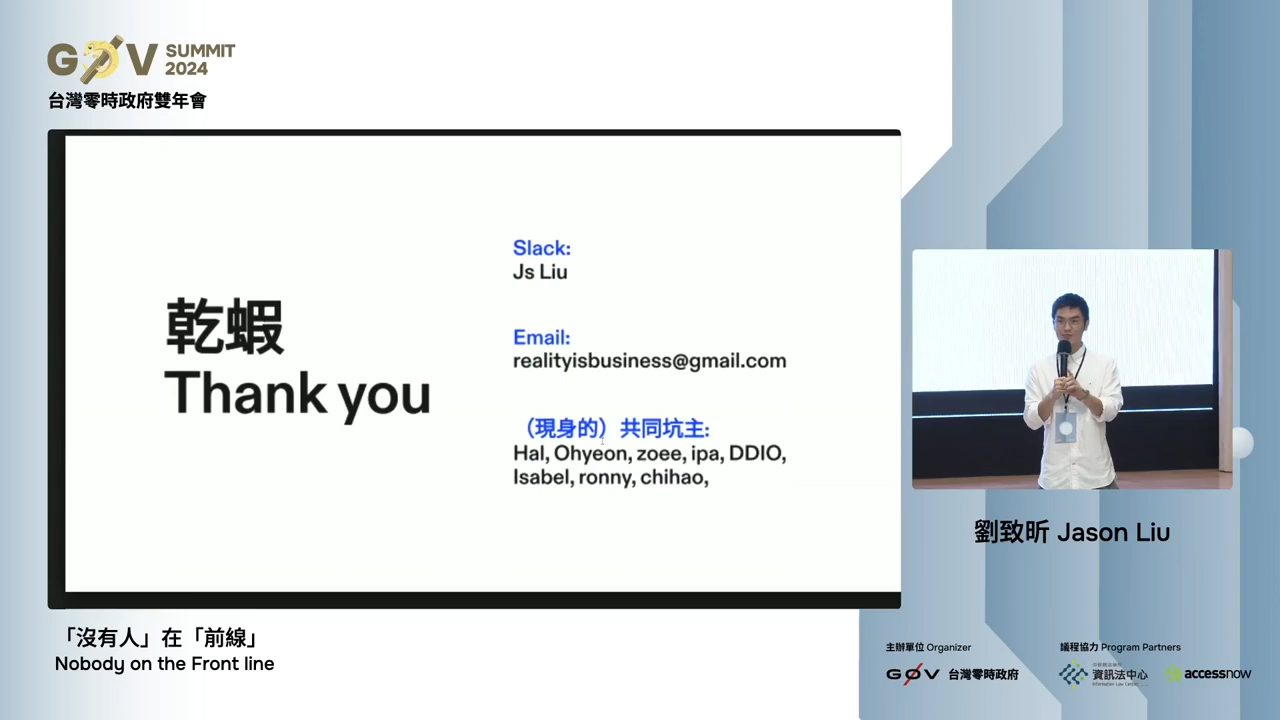 G0V SUMMIT 2024
台灣零時政府雙年會
乾蝦
Thank you
Slack:
Js Liu
Email:
realityisbusiness@gmail.com
（現身的）共同坑主:
Hal, Ohyeon, zoee, ipa, DDIO,
Isabel, ronny, chihao,
劉致昕 Jason Liu
「沒有人」在「前線」
Nobody on the Front line
主辦單位 Organizer
G0V 台灣零時政府
議程協力 Program Partners
資訊法中心
Information Law Center
accessnow